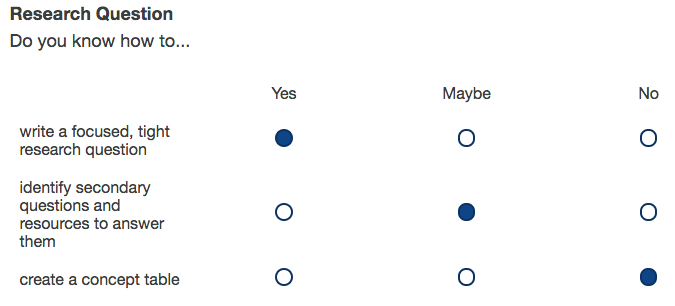 Research Question
Do you know how to...
Yes Maybe No
write a focused, tight
research question
identify secondary
questions and
resources to answer
them
create a concept table